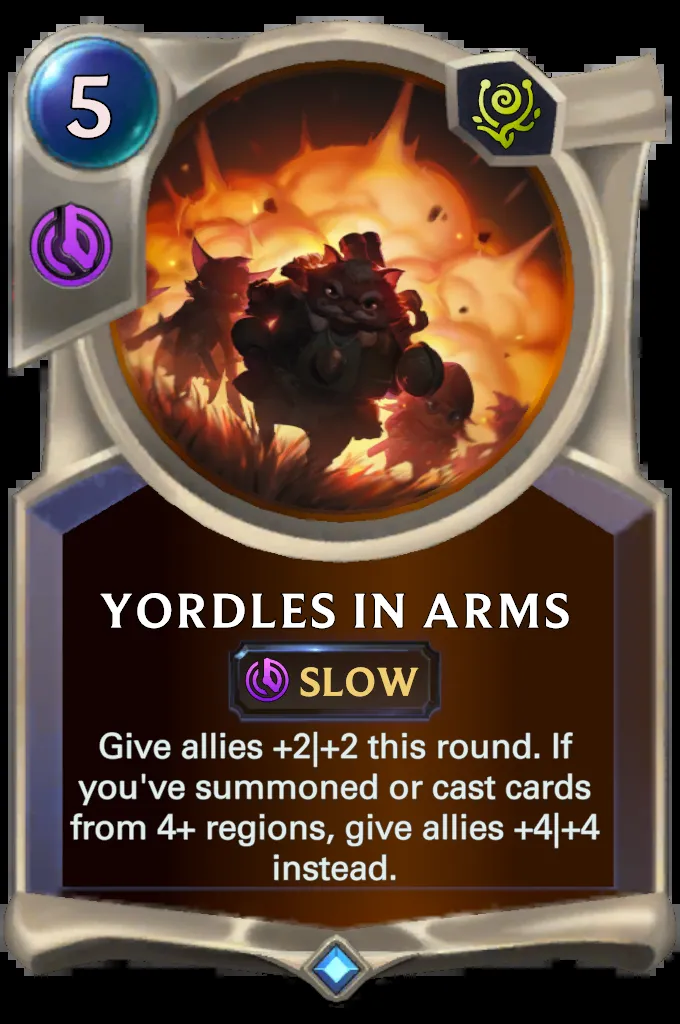 5
YORDLES IN ARMS
SLOW
Give allies +2|+2 this round. If
you've summoned or cast cards
from 4+ regions, give allies +4|+4
instead.